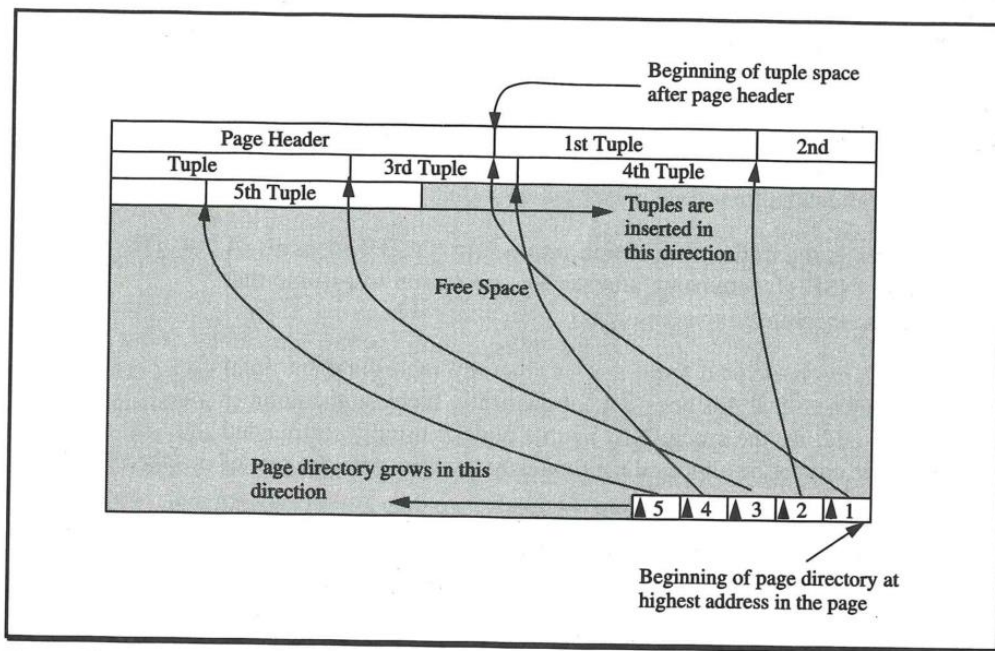 Beginning of tuple space
after page header
Page Header
1st Tuple
2nd
Tuple
3rd Tuple
4th Tuple
5th Tuple
Tuples are
inserted in
this direction
Free Space
Page directory grows in this
direction
5 4 3 2 1
Beginning of page directory at
highest address in the page